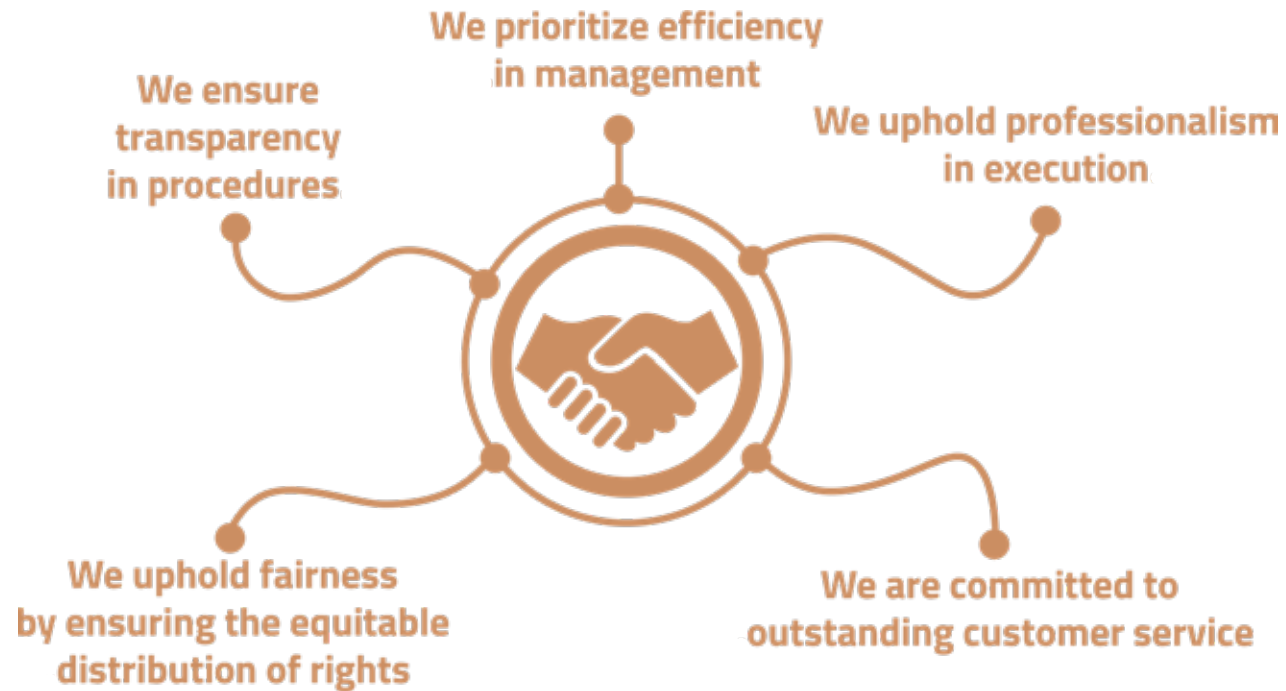 We prioritize efficiency
in management
We ensure
transparency
in procedures
We uphold professionalism
in execution
We uphold fairness
by ensuring the equitable
distribution of rights
We are committed to
outstanding customer service